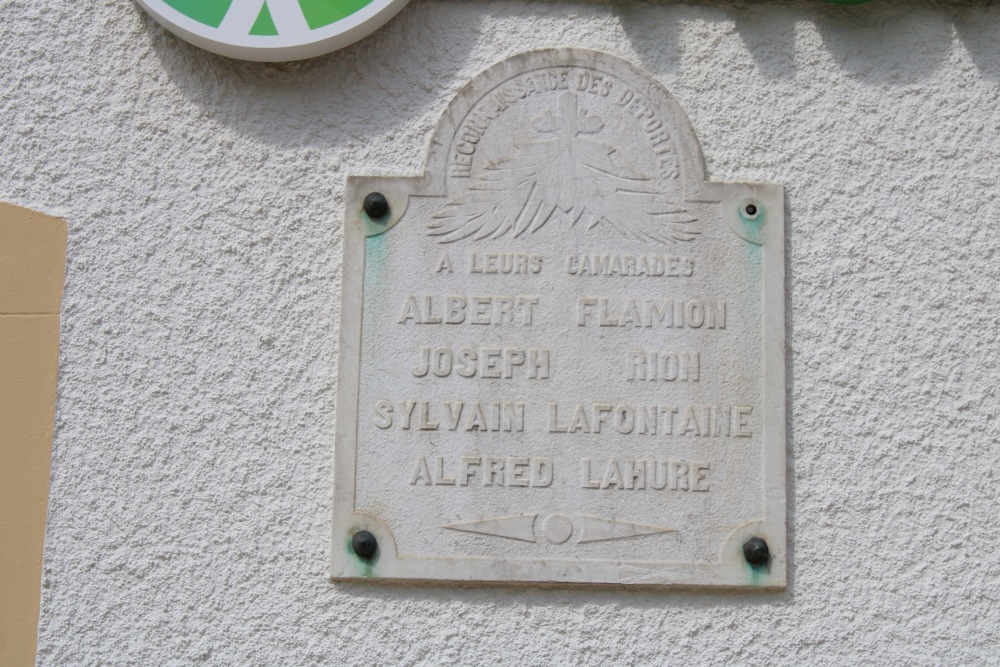 RECONNAISSANCE DES DEPORTES
A LEURS CAMARADES
ALBERT FLAMION
JOSEPH RION
SYLVAIN LAFONTAINE
ALFRED LAHURE